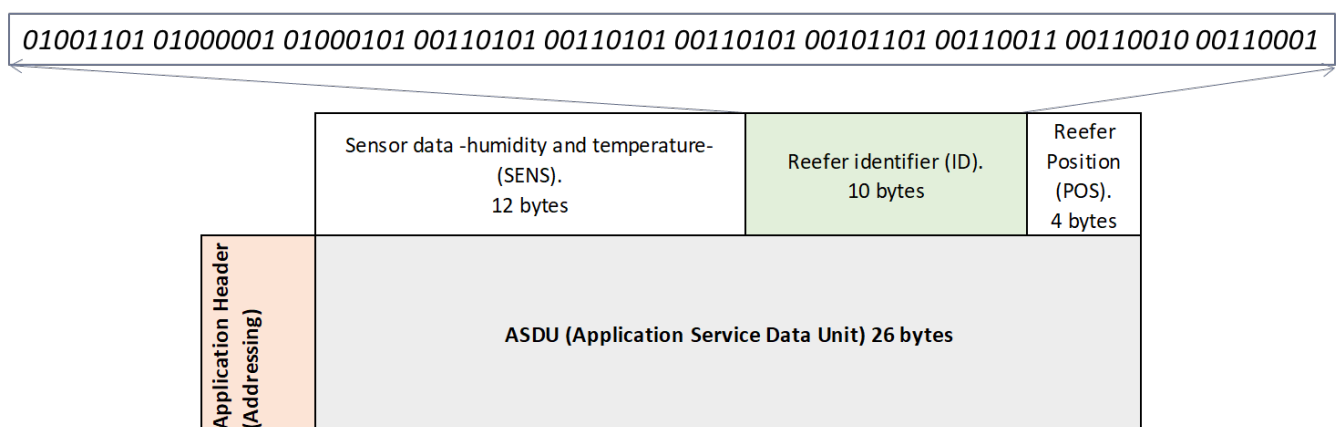 01001101 01000001 01000101 00110101 00110101 00110101 00101101 00110011 00110010 00110001
Sensor data -humidity and temperature-
(SENS).
12 bytes
Reefer identifier (ID).
10 bytes
Reefer
Position
(POS).
4 bytes
Application Header
(Addressing)
ASDU (Application Service Data Unit) 26 bytes